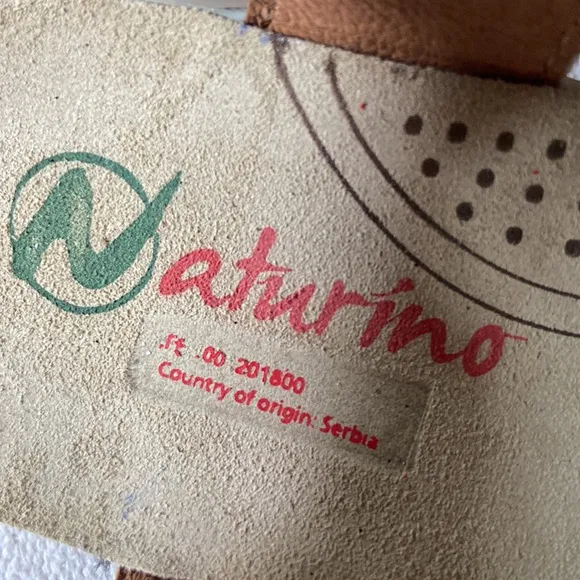 Naturino
.00 201800
Country of origin: Serbia